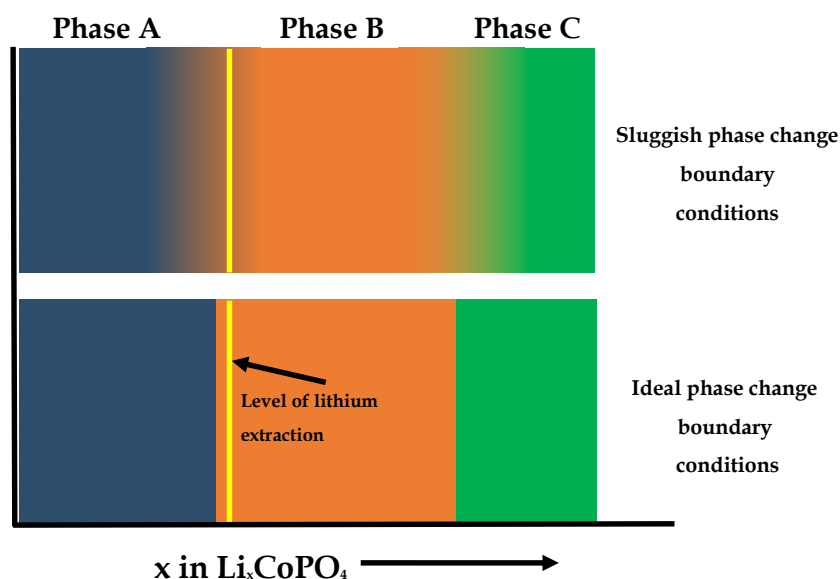 Phase A
Phase B
Phase C
Sluggish phase change
boundary
conditions
Level of lithium
extraction
Ideal phase change
boundary
conditions
x in LiₓCoPO₄